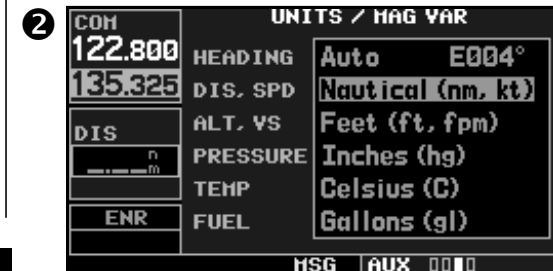 ❷
COM
122.800
135.325
DIS
_ _._ _ n m
ENR
UNITS / MAG VAR
HEADING Auto E004°
DIS, SPD Nautical (nm, kt)
ALT, VS Feet (ft, fpm)
PRESSURE Inches (hg)
TEMP Celsius (C)
FUEL Gallons (gl)
MSG AUX